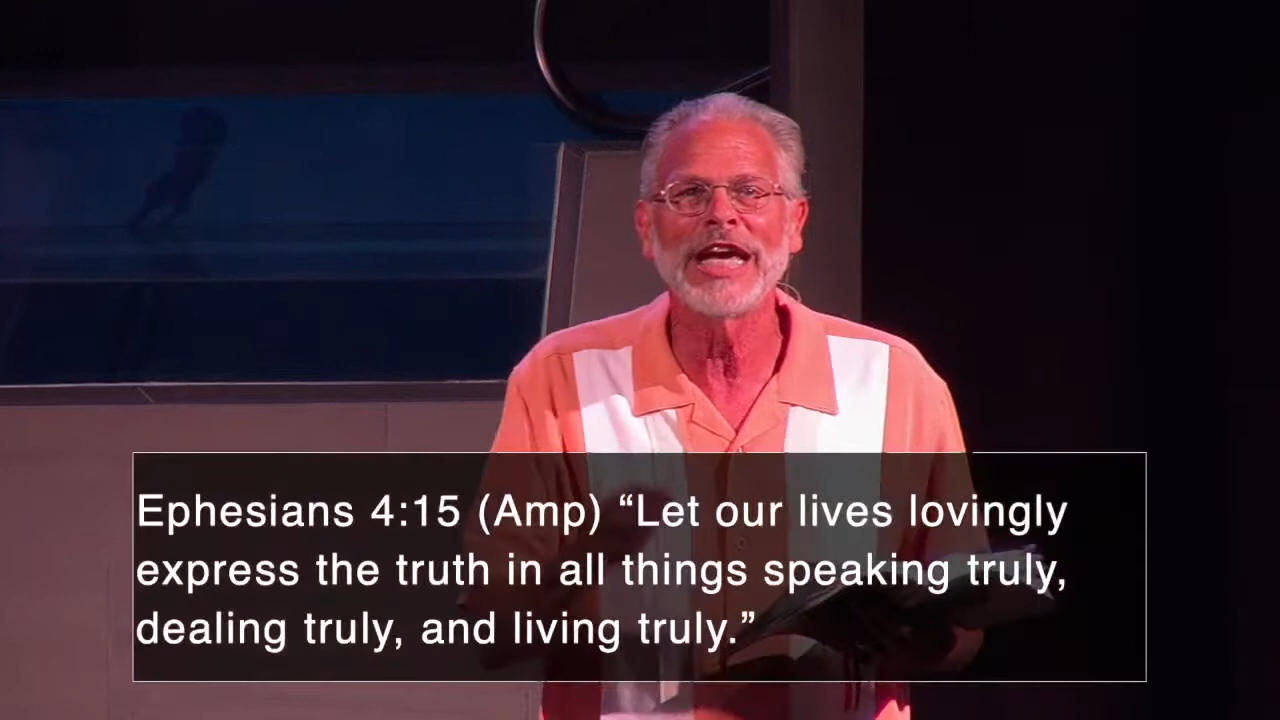 Ephesians 4:15 (Amp) “Let our lives lovingly
express the truth in all things speaking truly,
dealing truly, and living truly.”